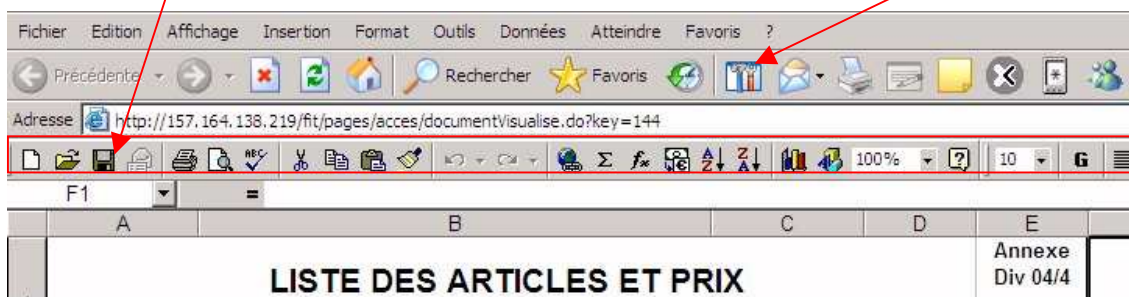 Fichier Edition Affichage Insertion Format Outils Données Atteindre Favoris ?
Précédente Rechercher Favoris
Adresse http://157.164.138.219/fit/pages/acces/documentVisualise.do?key=144
ABC Σ f* A Z Z A 100% ? 10 G
F1 =
A B C D E
LISTE DES ARTICLES ET PRIX Annexe
Div 04/4